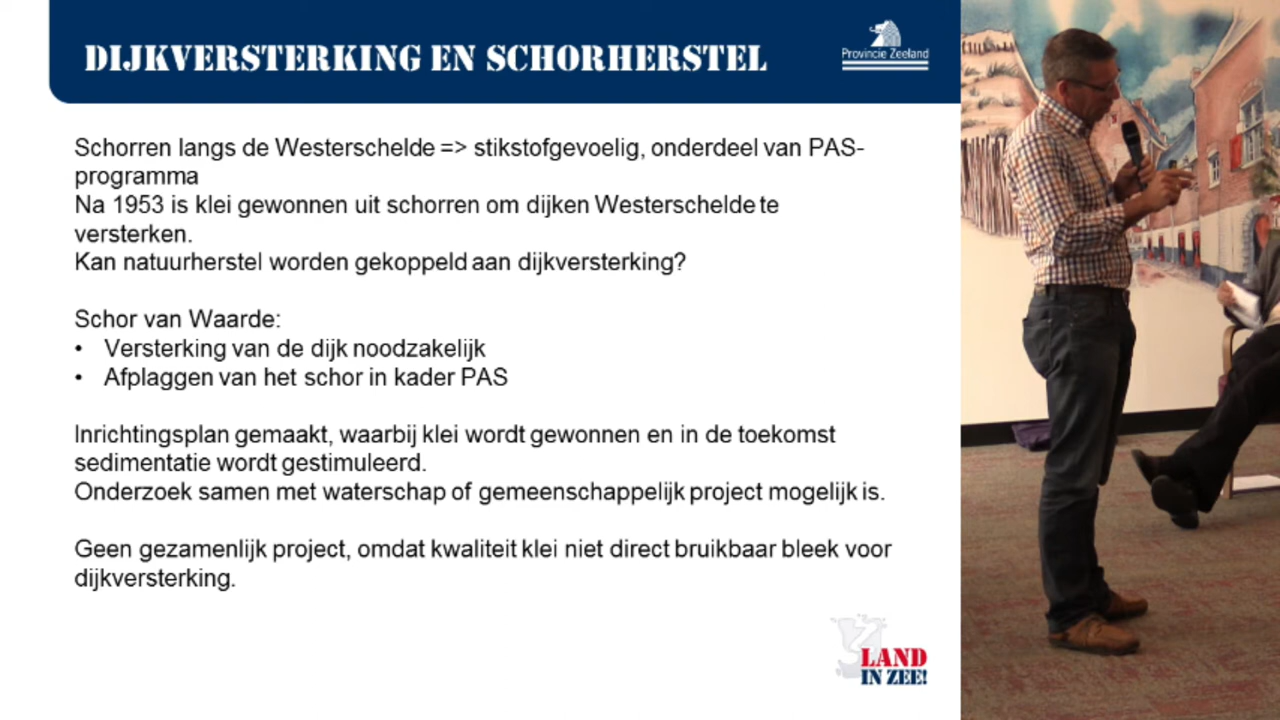 DIJKVERSTERKING EN SCHORHERSTEL
Provincie Zeeland
Schorren langs de Westerschelde => stikstofgevoelig, onderdeel van PAS-
programma
Na 1953 is klei gewonnen uit schorren om dijken Westerschelde te
versterken.
Kan natuurherstel worden gekoppeld aan dijkversterking?
Schor van Waarde:
• Versterking van de dijk noodzakelijk
• Afplaggen van het schor in kader PAS
Inrichtingsplan gemaakt, waarbij klei wordt gewonnen en in de toekomst
sedimentatie wordt gestimuleerd.
Onderzoek samen met waterschap of gemeenschappelijk project mogelijk is.
Geen gezamenlijk project, omdat kwaliteit klei niet direct bruikbaar bleek voor
dijkversterking.
LAND
IN ZEE!